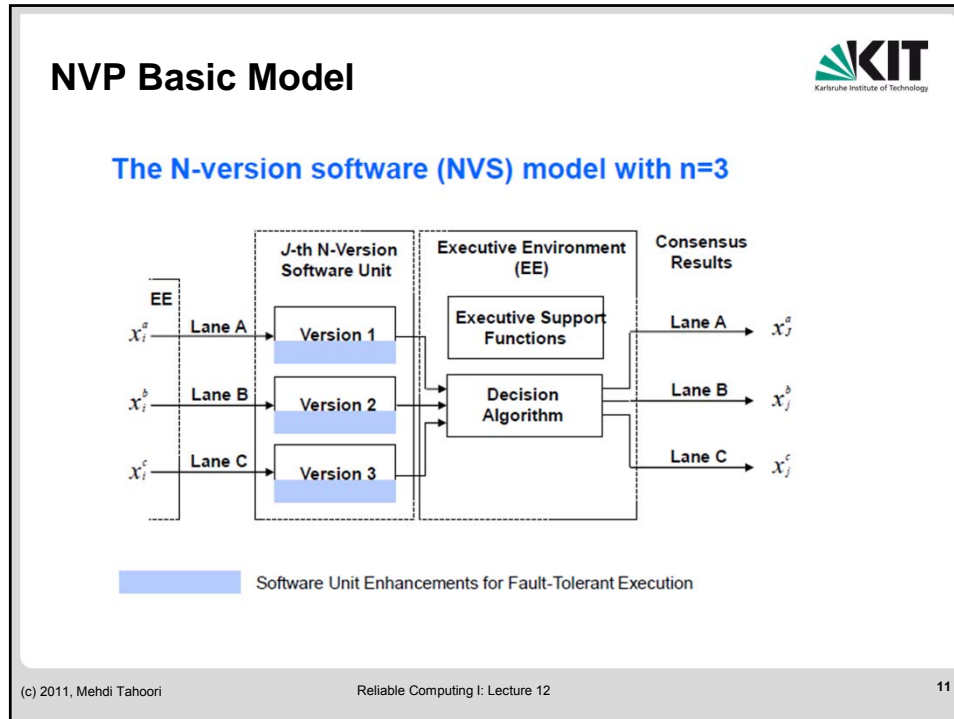 NVP Basic Model
KIT
Karlsruhe Institute of Technology
The N-version software (NVS) model with n=3
J-th N-Version
Software Unit
Executive Environment
(EE)
Consensus
Results
EE
Executive Support
Functions
x_i^a Lane A Version 1 Lane A x_J^a
x_i^b Lane B Version 2 Decision Lane B x_j^b
Algorithm
x_i^c Lane C Version 3 Lane C x_j^c
Software Unit Enhancements for Fault-Tolerant Execution
(c) 2011, Mehdi Tahoori Reliable Computing I: Lecture 12 11